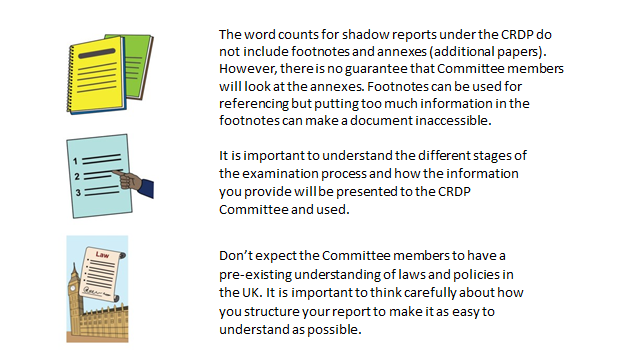 The word counts for shadow reports under the CRDP do
not include footnotes and annexes (additional papers).
However, there is no guarantee that Committee members
will look at the annexes. Footnotes can be used for
referencing but putting too much information in the
footnotes can make a document inaccessible.
1
2
3
It is important to understand the different stages of
the examination process and how the information
you provide will be presented to the CRDP
Committee and used.
Law
Don’t expect the Committee members to have a
pre-existing understanding of laws and policies in
the UK. It is important to think carefully about how
you structure your report to make it as easy to
understand as possible.